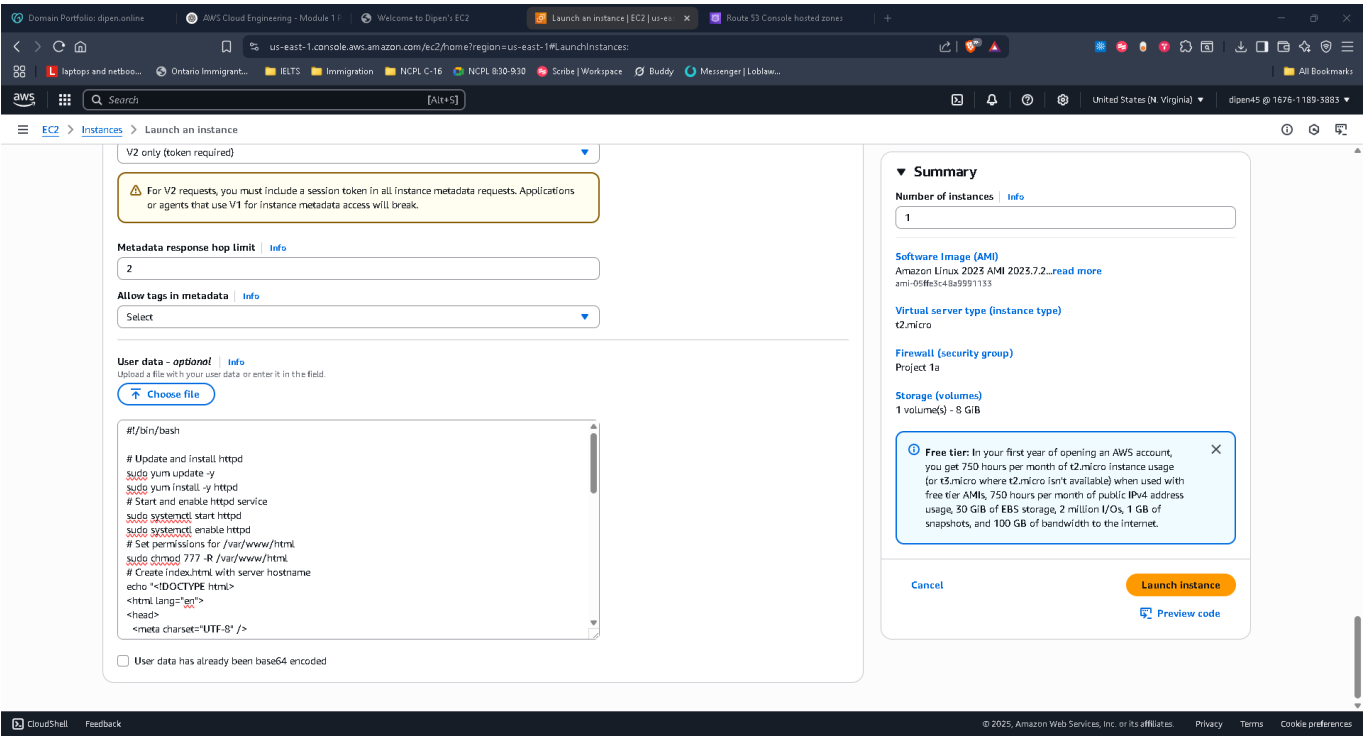 Domain Portfolio: dipen.online
AWS Cloud Engineering - Module 1 P
Welcome to Dipen's EC2
Launch an instance | EC2 | us-ea
Route 53 Console hosted zones
us-east-1.console.aws.amazon.com/ec2/home?region=us-east-1#LaunchInstances:
laptops and netboo...
Ontario Immigrant...
IELTS
Immigration
NCPL C-16
NCPL 8:30-9:30
Scribe | Workspace
Buddy
Messenger | Loblaw...
All Bookmarks
aws
Search
[Alt+S]
United States (N. Virginia)
dipen45 @ 1676-1189-3883
EC2 > Instances > Launch an instance
V2 only (token required)
For V2 requests, you must include a session token in all instance metadata requests. Applications
or agents that use V1 for instance metadata access will break.
Metadata response hop limit | Info
2
Allow tags in metadata | Info
Select
User data - optional | Info
Upload a file with your user data or enter it in the field.
Choose file
#!/bin/bash
# Update and install httpd
sudo yum update -y
sudo yum install -y httpd
# Start and enable httpd service
sudo systemctl start httpd
sudo systemctl enable httpd
# Set permissions for /var/www/html
sudo chmod 777 -R /var/www/html
# Create index.html with server hostname
echo "<!DOCTYPE html>
<html lang="en">
<head>
<meta charset="UTF-8" />
User data has already been base64 encoded
Summary
Number of instances | Info
1
Software Image (AMI)
Amazon Linux 2023 AMI 2023.7.2...read more
ami-05ffe3c48a9991133
Virtual server type (instance type)
t2.micro
Firewall (security group)
Project 1a
Storage (volumes)
1 volume(s) - 8 GiB
Free tier: In your first year of opening an AWS account,
you get 750 hours per month of t2.micro instance usage
(or t3.micro where t2.micro isn't available) when used with
free tier AMIs, 750 hours per month of public IPv4 address
usage, 30 GiB of EBS storage, 2 million I/Os, 1 GB of
snapshots, and 100 GB of bandwidth to the internet.
Cancel
Launch instance
Preview code
CloudShell
Feedback
© 2025, Amazon Web Services, Inc. or its affiliates.
Privacy
Terms
Cookie preferences